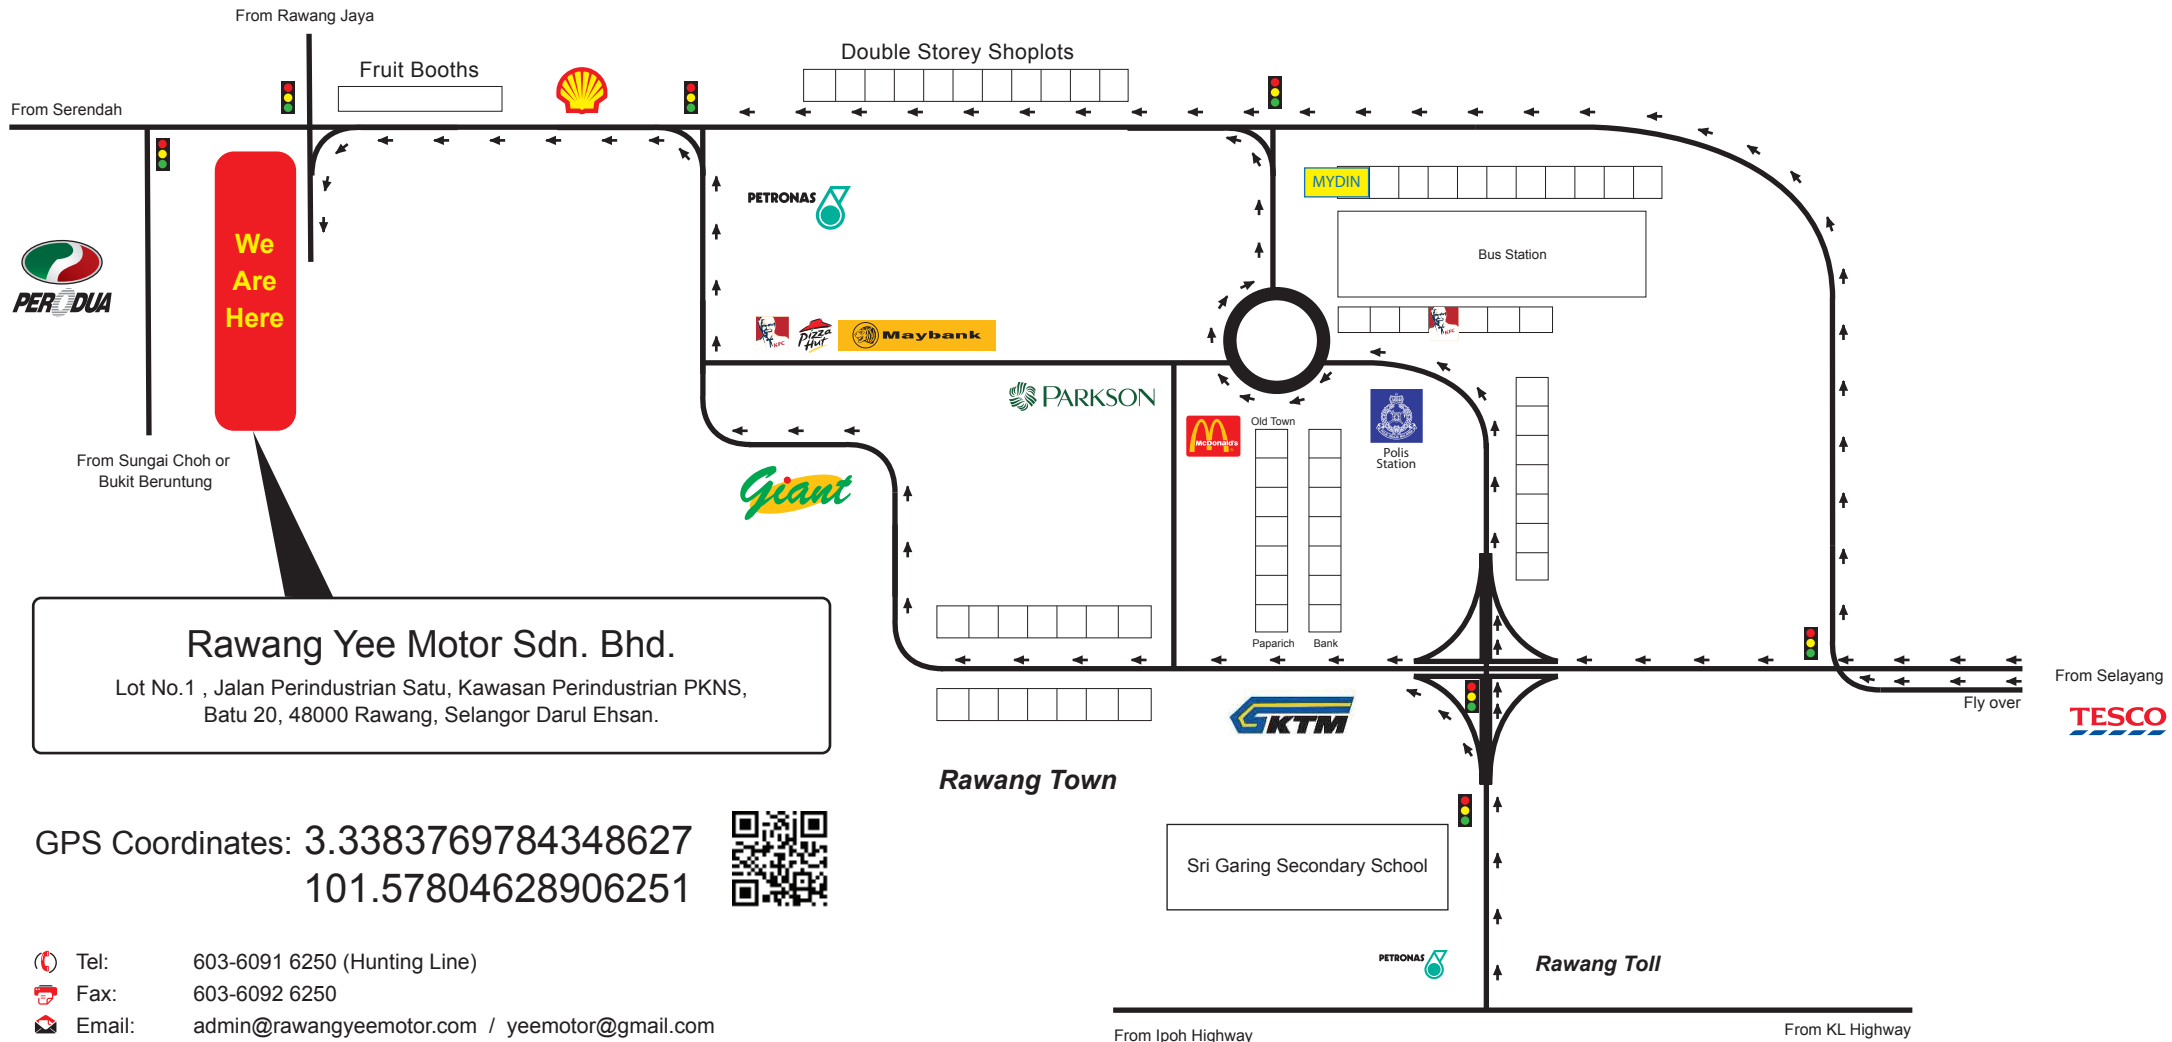 From Rawang Jaya
Fruit Booths
Double Storey Shoplots
From Serendah
PETRONAS
MYDIN
We
Are
Here
Bus Station
PERODUA
KFC
Pizza
Hut
Maybank
KFC
PARKSON
McDonald's
Old Town
Polis
Station
From Sungai Choh or
Bukit Beruntung
Giant
Paparich
Bank
Rawang Yee Motor Sdn. Bhd.
Lot No.1 , Jalan Perindustrian Satu, Kawasan Perindustrian PKNS,
Batu 20, 48000 Rawang, Selangor Darul Ehsan.
From Selayang
Fly over
TESCO
KTM
Rawang Town
GPS Coordinates: 3.3383769784348627
101.57804628906251
Sri Garing Secondary School
PETRONAS
Rawang Toll
Tel: 603-6091 6250 (Hunting Line)
Fax: 603-6092 6250
Email: admin@rawangyeemotor.com / yeemotor@gmail.com
From Ipoh Highway
From KL Highway